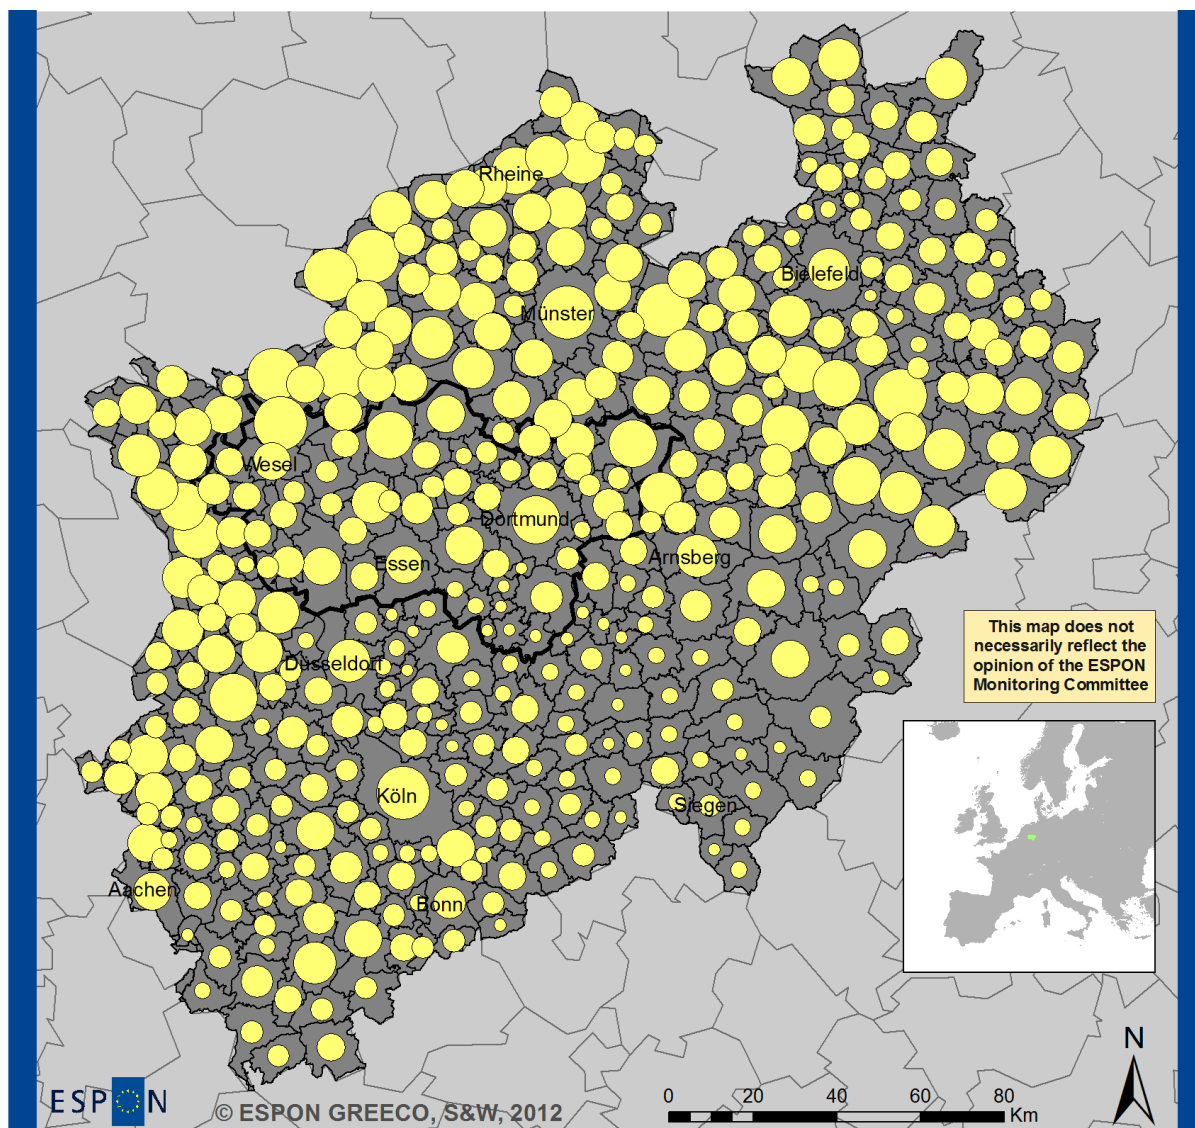 Rheine
Bielefeld
Münster
Wesel
Dortmund
Essen
Arnsberg
This map does not
necessarily reflect the
opinion of the ESPON
Monitoring Committee
Düsseldorf
Köln
Siegen
Aachen
Bonn
N
ESPON
© ESPON GREECO, S&W, 2012
0 20 40 60 80
Km